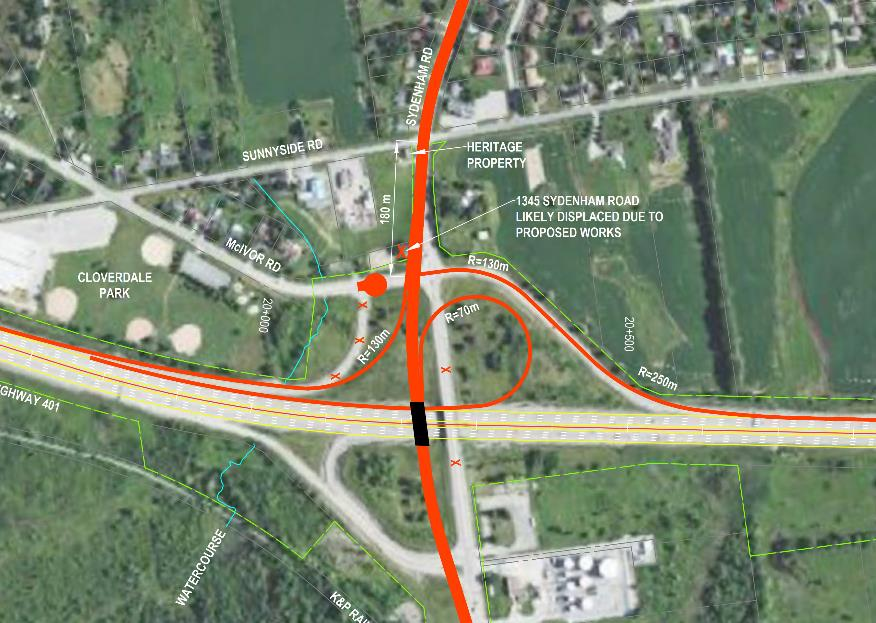 SYDENHAM RD
SUNNYSIDE RD
HERITAGE
PROPERTY
180 m
1345 SYDENHAM ROAD
LIKELY DISPLACED DUE TO
PROPOSED WORKS
McIVOR RD
R=130m
CLOVERDALE
PARK
20+000
R=70m
20+500
R=130m
R=250m
GHWAY 401
WATERCOURSE
K&P RAI